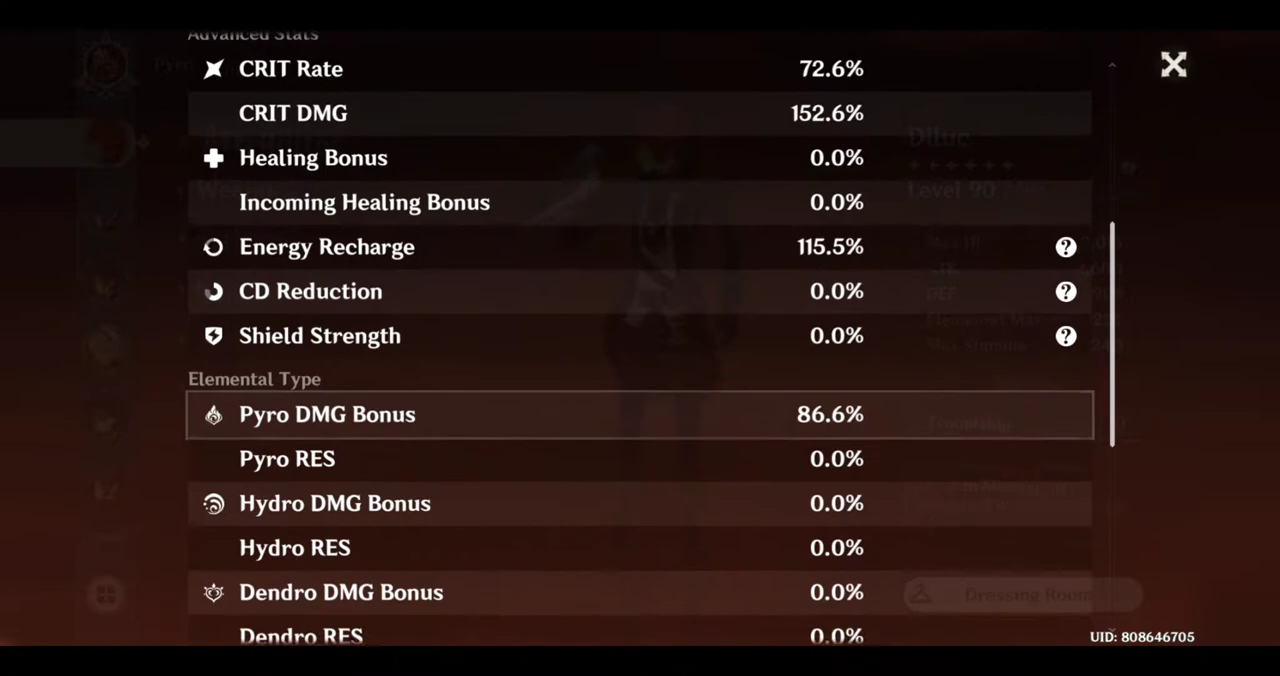 Advanced Stats
CRIT Rate 72.6%
CRIT DMG 152.6%
Diluc
Healing Bonus 0.0%
Level 90
Incoming Healing Bonus 0.0%
Energy Recharge 115.5% ?
CD Reduction 0.0% ?
Shield Strength 0.0% ?
Elemental Type
Pyro DMG Bonus 86.6%
Pyro RES 0.0%
Hydro DMG Bonus 0.0%
Hydro RES 0.0%
Dendro DMG Bonus 0.0%
Dressing Room
Dendro RES 0.0%
UID: 808646705